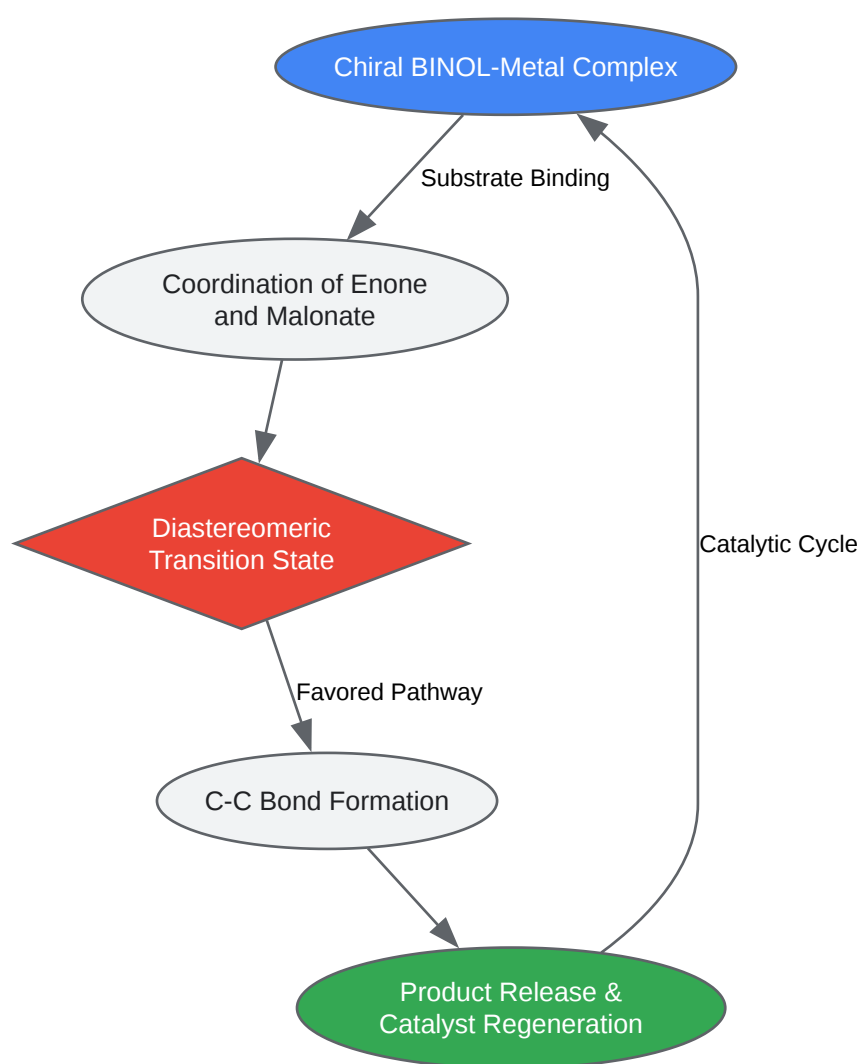 Chiral BINOL-Metal Complex
Substrate Binding
Coordination of Enone
and Malonate
Diastereomeric
Transition State
Catalytic Cycle
Favored Pathway
C-C Bond Formation
Product Release &
Catalyst Regeneration